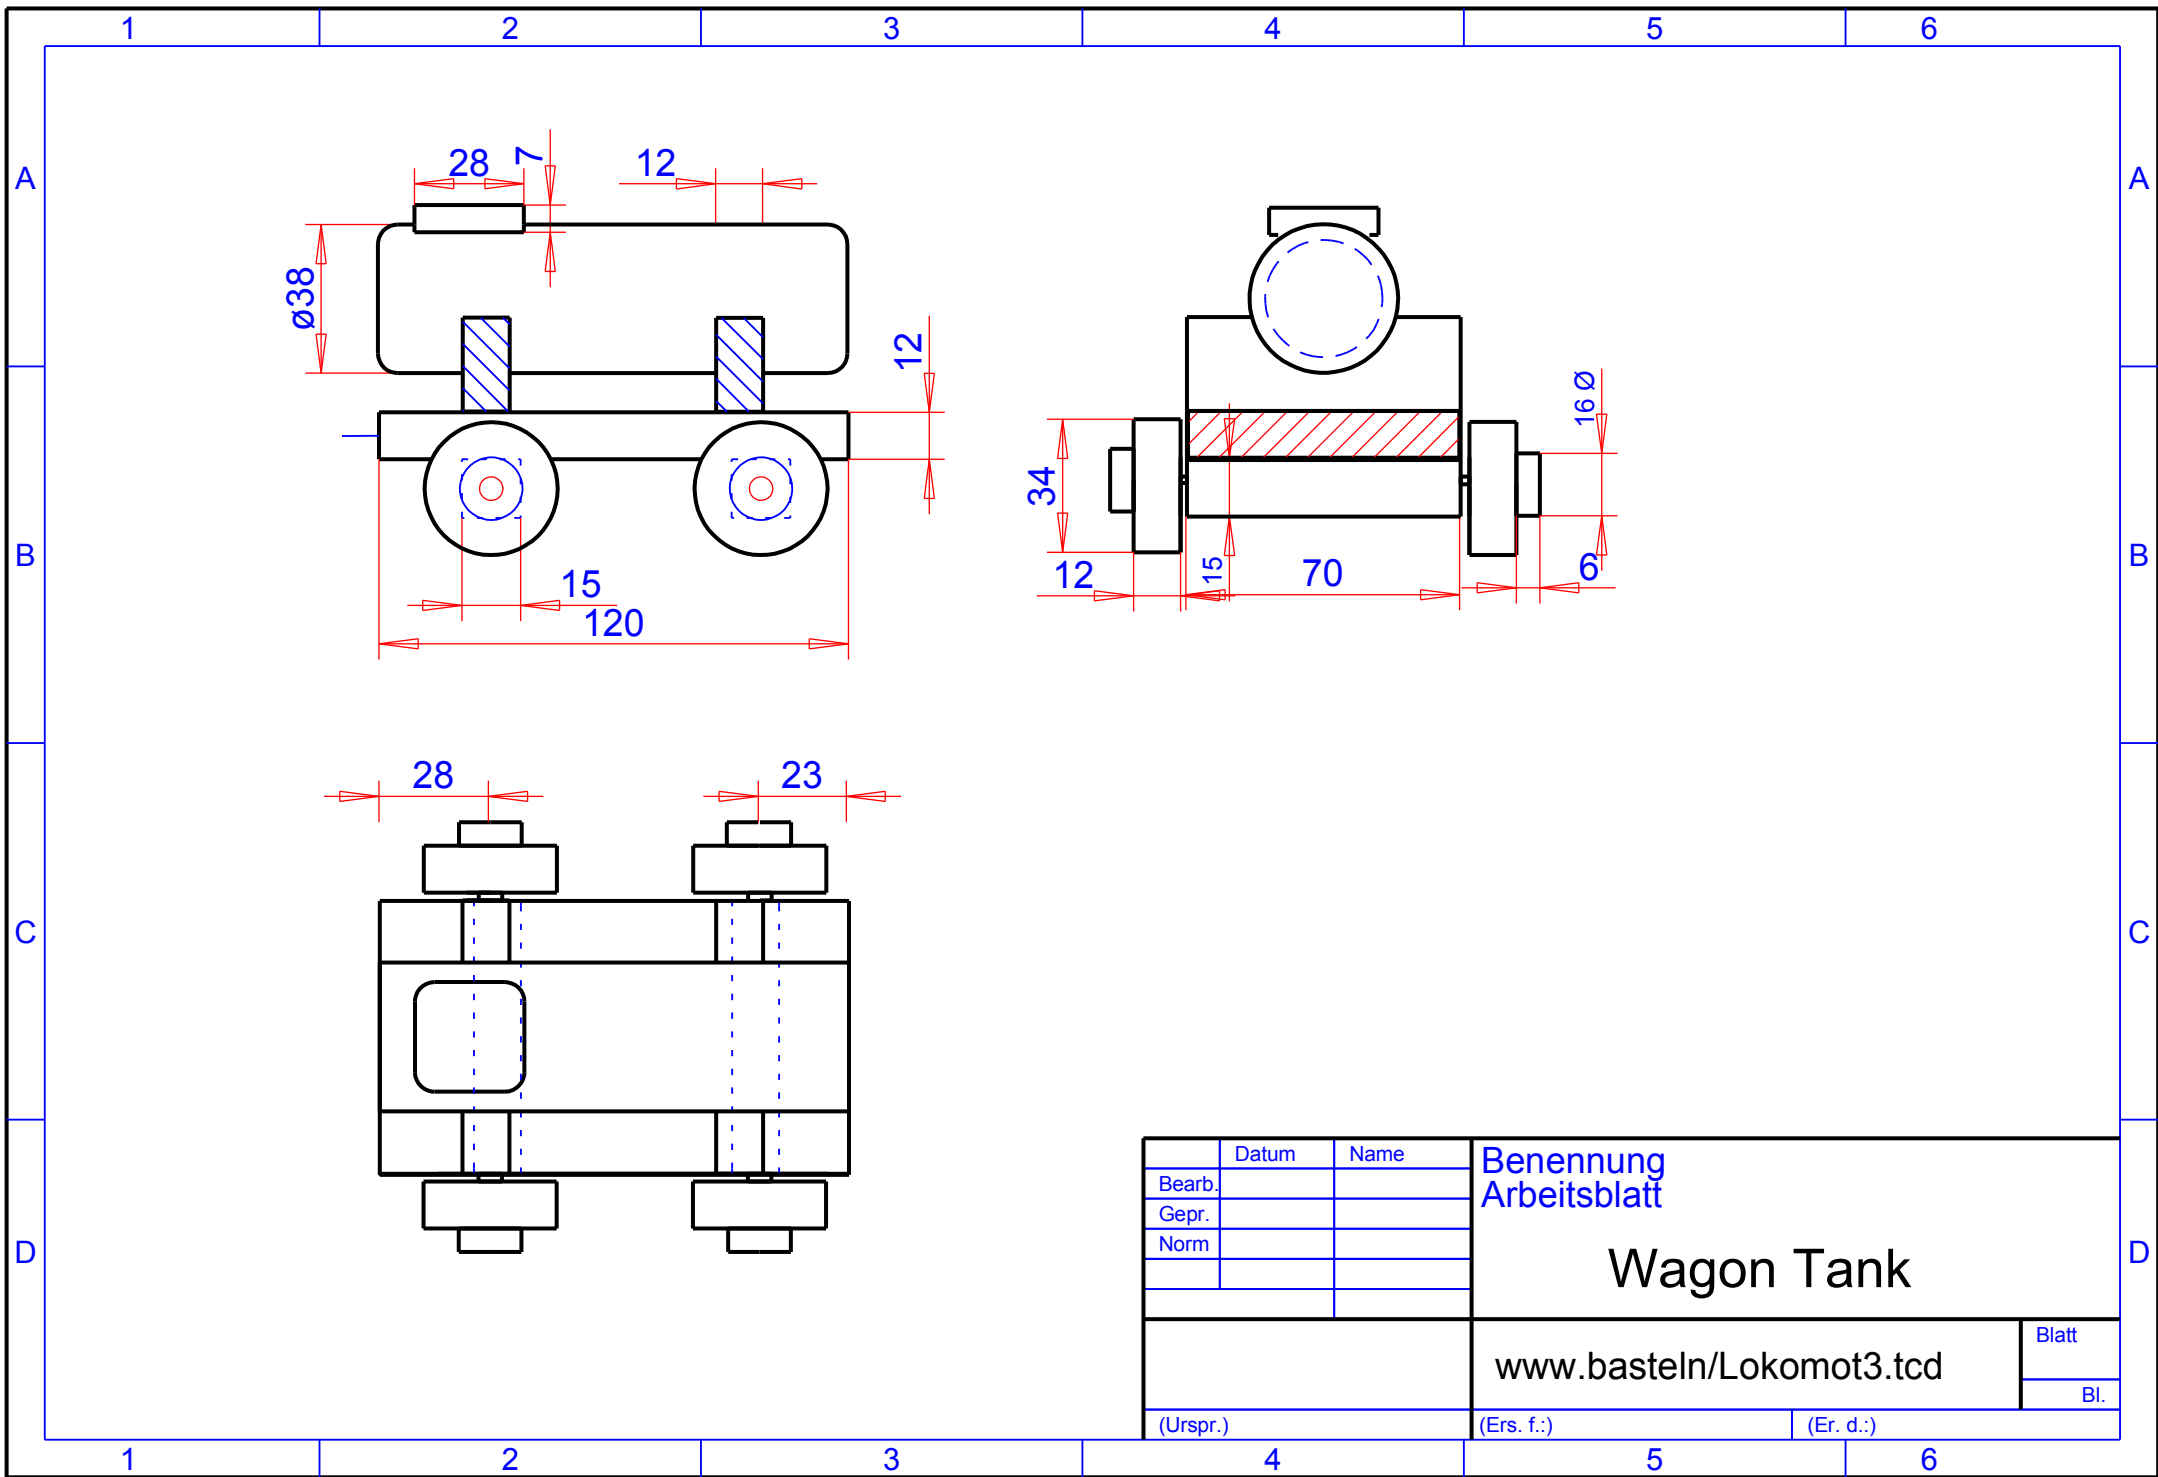 1 2 3 4 5 6
A A
28 7 12
ø38
12
16 Ø
34
B B
15
120
12 15 70 6
28 23
C C
Datum Name
Bearb.
Gepr.
Norm
Benennung
Arbeitsblatt
Wagon Tank
D D
www.basteln/Lokomot3.tcd
Blatt
Bl.
(Urspr.) (Ers. f.:) (Er. d.:)
1 2 3 4 5 6